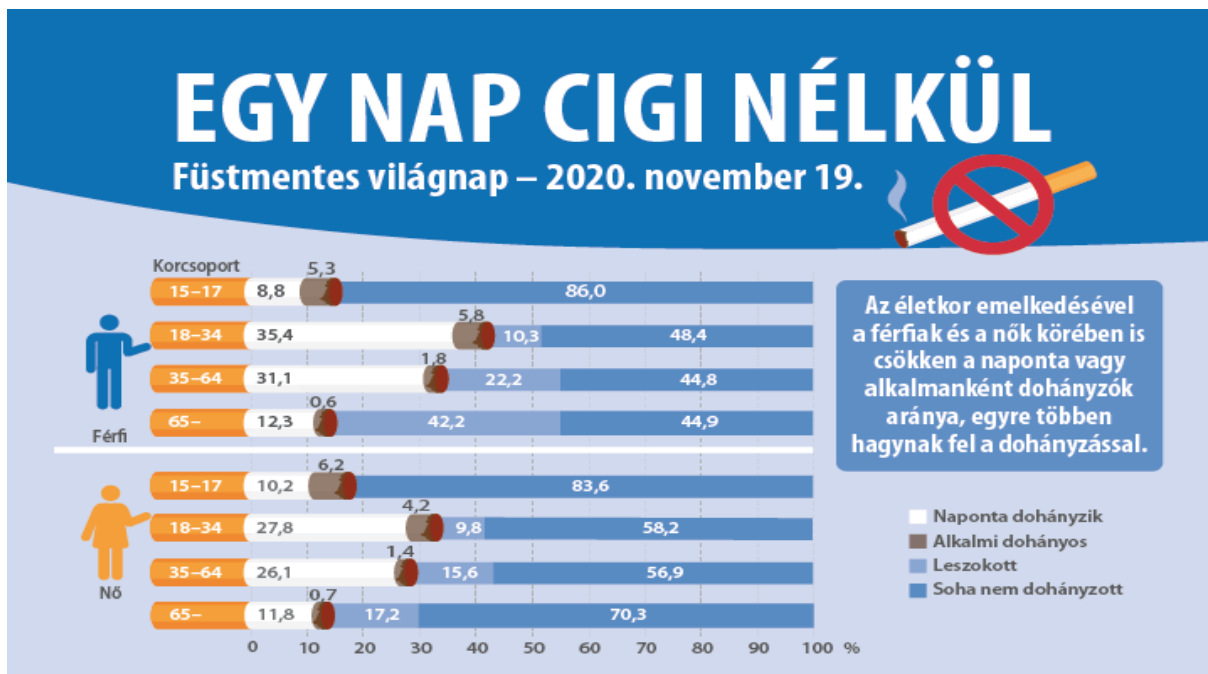 EGY NAP CIGI NÉLKÜL
Füstmentes világnap – 2020. november 19.
Korcsoport
5,3
15–17 8,8 86,0
5,8
18–34 35,4 10,3 48,4
1,8
35–64 31,1 22,2 44,8
0,6
65– 12,3 42,2 44,9
Férfi
6,2
15–17 10,2 83,6
4,2
18–34 27,8 9,8 58,2
1,4
35–64 26,1 15,6 56,9
Nő
0,7
65– 11,8 17,2 70,3
0 10 20 30 40 50 60 70 80 90 100 %
Az életkor emelkedésével
a férfiak és a nők körében is
csökken a naponta vagy
alkalmanként dohányzók
aránya, egyre többen
hagynak fel a dohányzással.
Naponta dohányzik
Alkalmi dohányos
Leszokott
Soha nem dohányzott